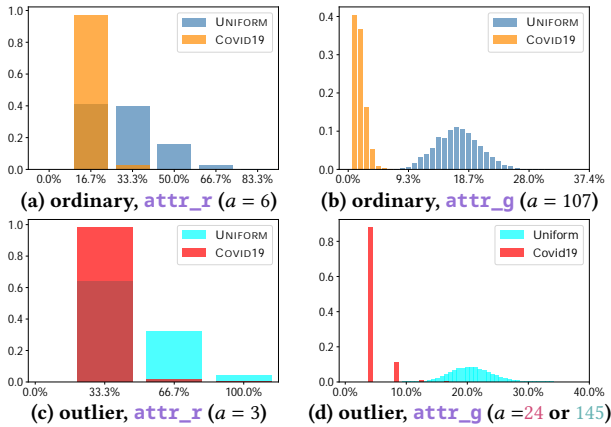 1.0
0.8
0.6
0.4
0.2
0.0
UNIFORM
COVID19
0.0% 16.7% 33.3% 50.0% 66.7% 83.3%
(a) ordinary, attr_r (a = 6)
0.4
0.3
0.2
0.1
0.0
UNIFORM
COVID19
0.0% 9.3% 18.7% 28.0% 37.4%
(b) ordinary, attr_g (a = 107)
1.0
0.8
0.6
0.4
0.2
0.0
UNIFORM
COVID19
0.0% 33.3% 66.7% 100.0%
(c) outlier, attr_r (a = 3)
0.8
0.6
0.4
0.2
0.0
Uniform
Covid19
0.0% 10.0% 20.0% 30.0% 40.0%
(d) outlier, attr_g (a =24 or 145)